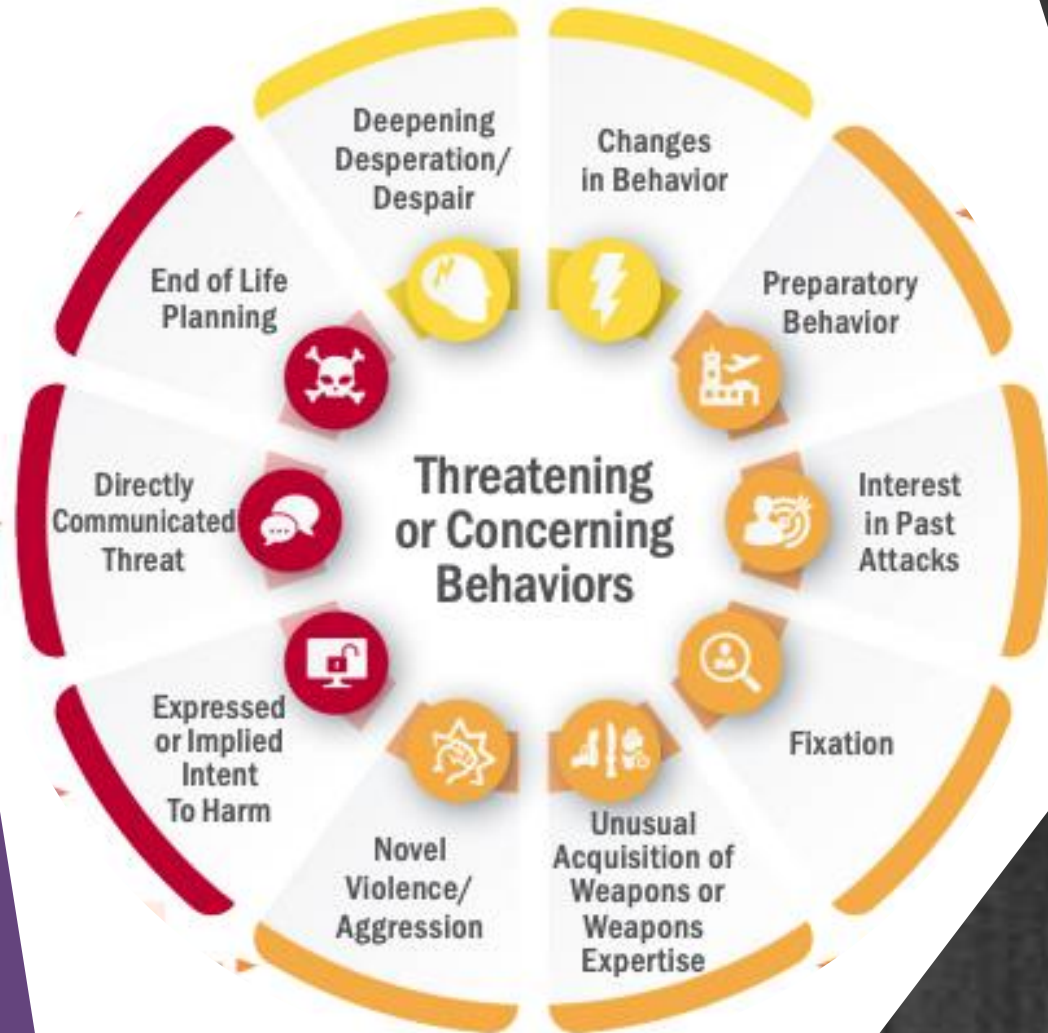 Threatening
or Concerning
Behaviors
Changes
in Behavior
Preparatory
Behavior
Interest
in Past
Attacks
Fixation
Unusual
Acquisition of
Weapons or
Weapons
Expertise
Novel
Violence/
Aggression
Expressed
or Implied
Intent
To Harm
Directly
Communicated
Threat
End of Life
Planning
Deepening
Desperation/
Despair